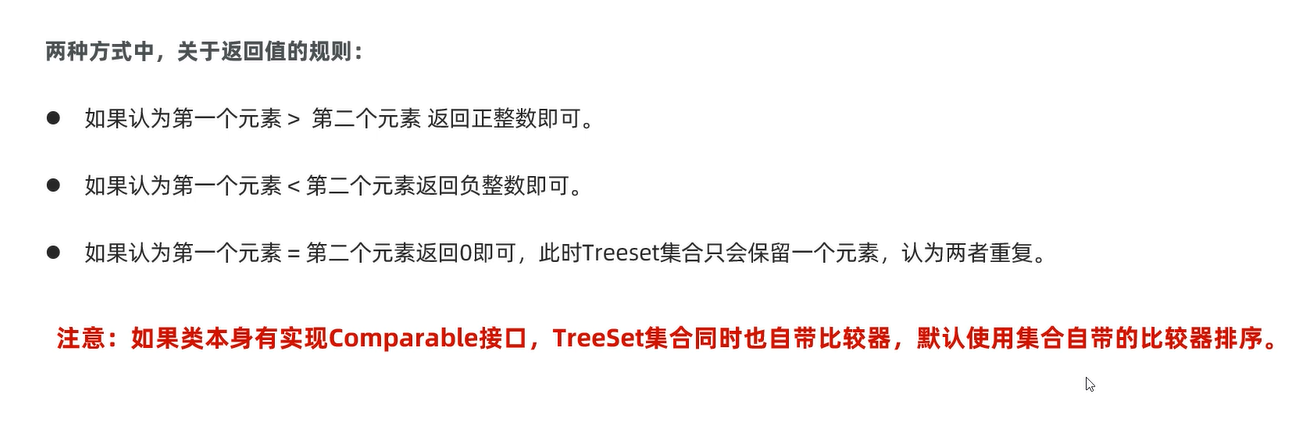 两种方式中，关于返回值的规则：
● 如果认为第一个元素 > 第二个元素 返回正整数即可。
● 如果认为第一个元素 < 第二个元素返回负整数即可。
● 如果认为第一个元素 = 第二个元素返回0即可，此时Treeset集合只会保留一个元素，认为两者重复。
注意：如果类本身有实现Comparable接口，TreeSet集合同时也自带比较器，默认使用集合自带的比较器排序。